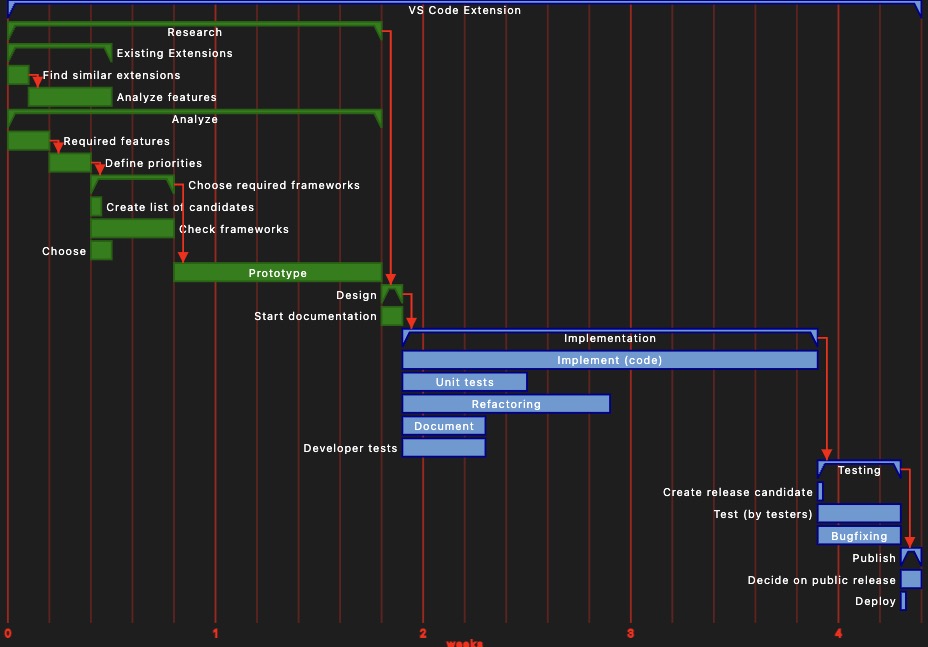 VS Code Extension
Research
Existing Extensions
Find similar extensions
Analyze features
Analyze
Required features
Define priorities
Choose required frameworks
Create list of candidates
Check frameworks
Choose
Prototype
Design
Start documentation
Implementation
Implement (code)
Unit tests
Refactoring
Document
Developer tests
Testing
Create release candidate
Test (by testers)
Bugfixing
Publish
Decide on public release
Deploy
0 1 2 3 4
weeks